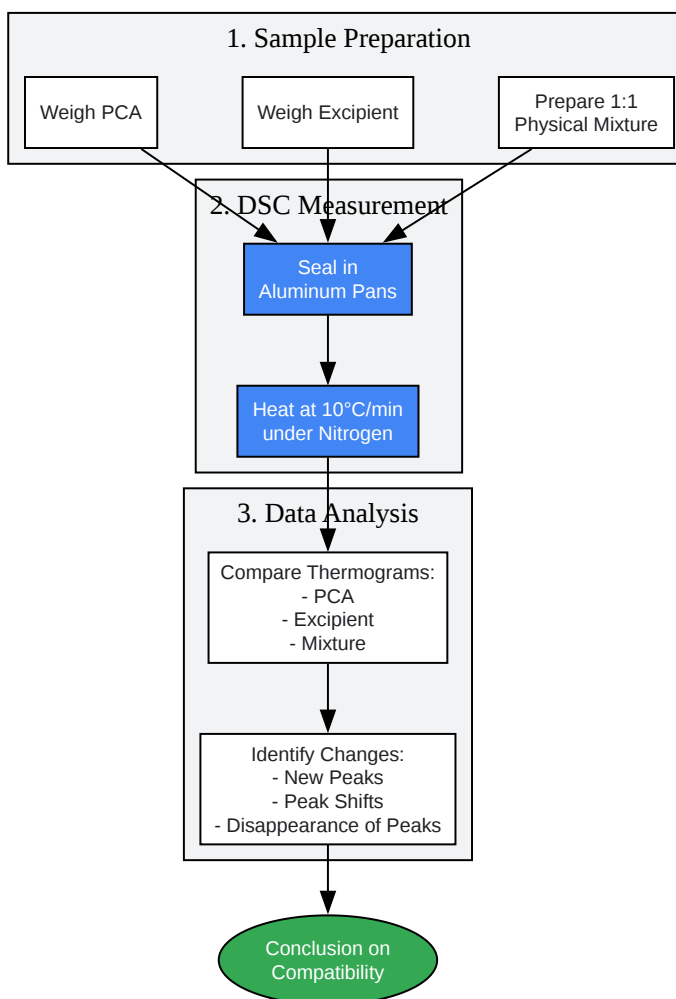 1. Sample Preparation
Weigh PCA
Weigh Excipient
Prepare 1:1
Physical Mixture
2. DSC Measurement
Seal in
Aluminum Pans
Heat at 10°C/min
under Nitrogen
3. Data Analysis
Compare Thermograms:
- PCA
- Excipient
- Mixture
Identify Changes:
- New Peaks
- Peak Shifts
- Disappearance of Peaks
Conclusion on
Compatibility